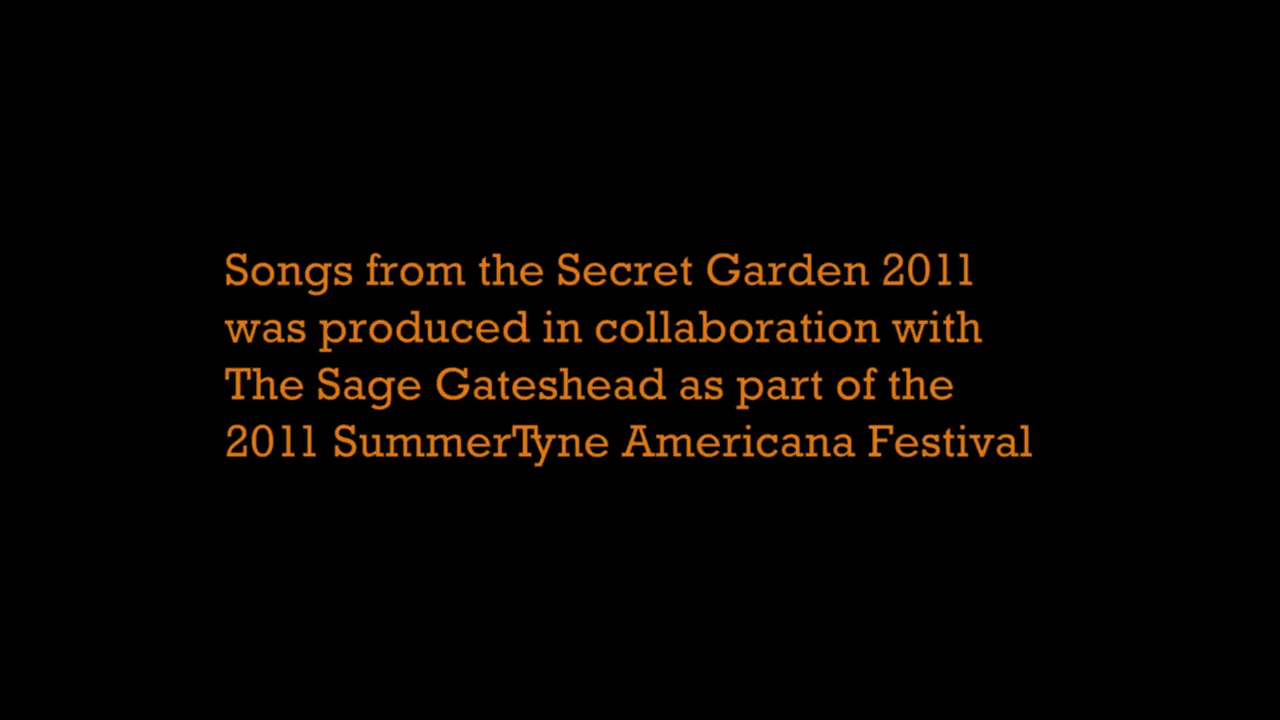 Songs from the Secret Garden 2011
was produced in collaboration with
The Sage Gateshead as part of the
2011 SummerTyne Americana Festival